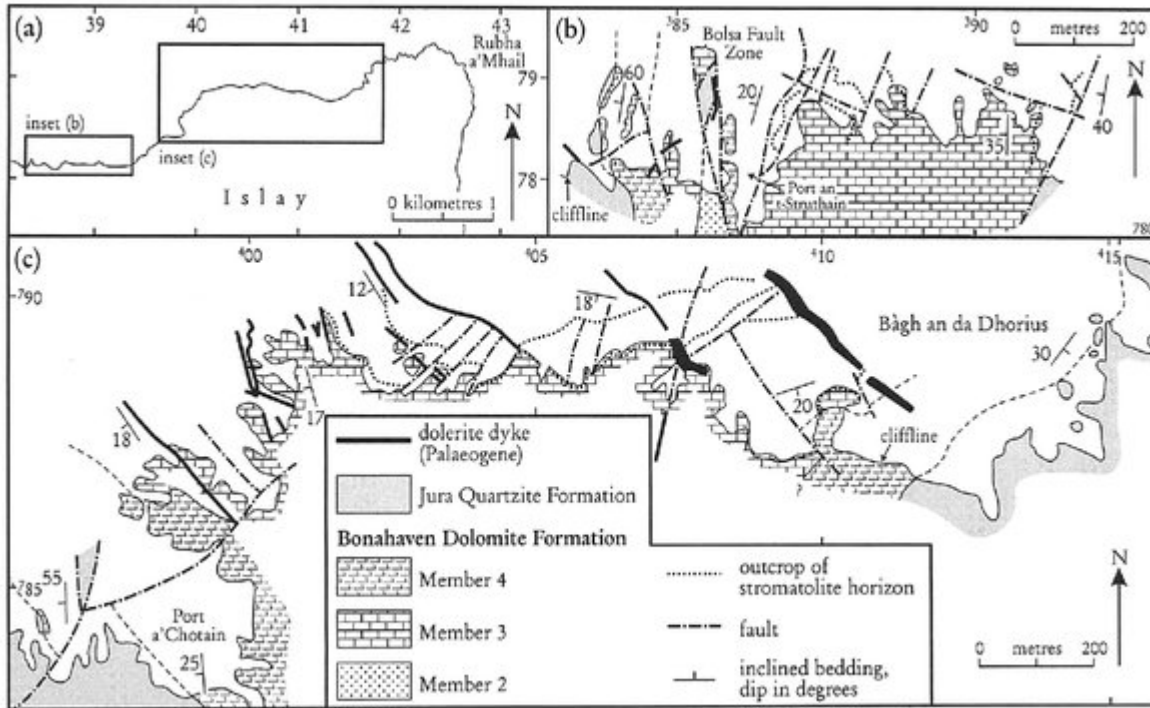 (a)
39
40
41
42
43
Rubha
a'Mhail
inset (b)
inset (c)
N
I s l a y
0 kilometres 1
(b)
³85
³90
0 metres 200
Bolsa Fault
Zone
79
60
20
N
40
35
78
Port an
t-Struthain
cliffline
(c)
⁴00
⁴05
⁴10
⁴15
⁷90
12
18
Bàgh an da Dhorius
30
17
20
18
cliffline
⁷85
55
Port
a'Chotain
25
dolerite dyke
(Palaeogene)
Jura Quartzite Formation
Bonahaven Dolomite Formation
Member 4
Member 3
Member 2
outcrop of
stromatolite horizon
fault
inclined bedding,
dip in degrees
N
0 metres 200